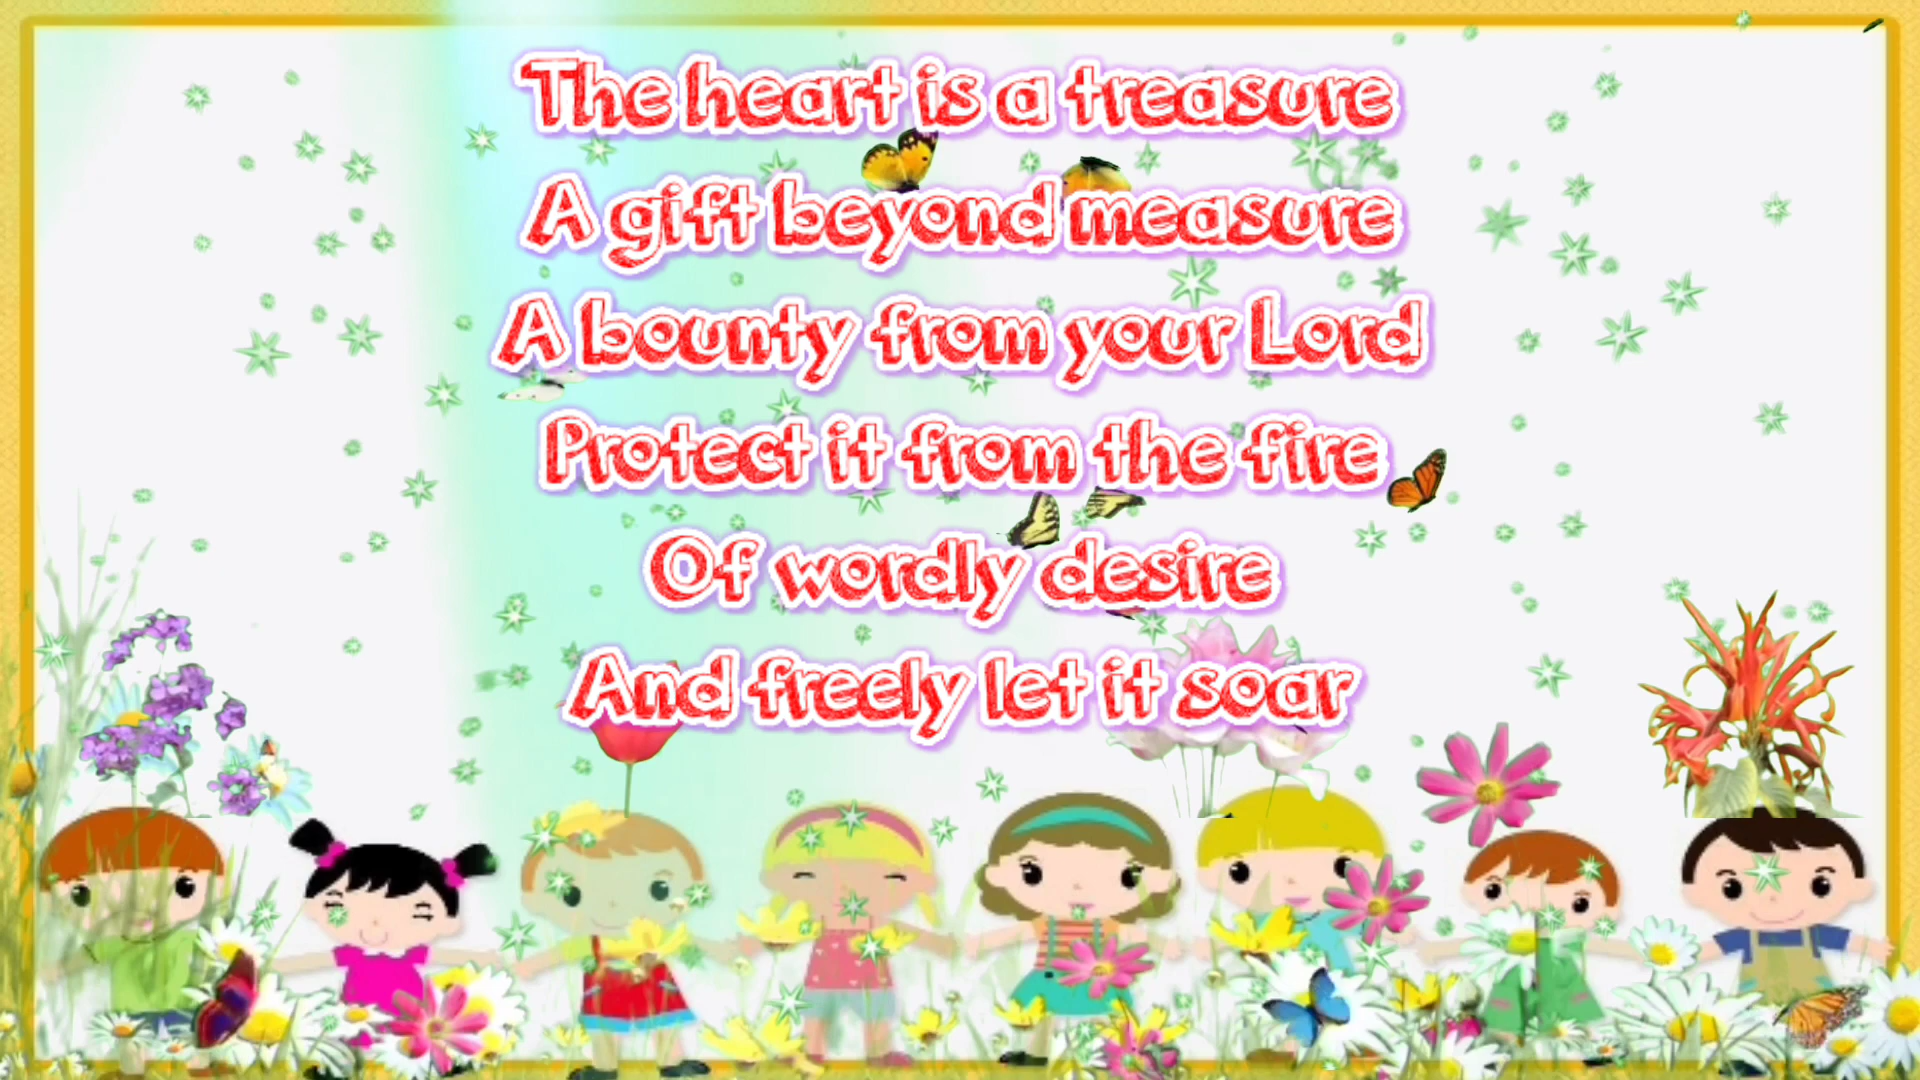 The heart is a treasure
A gift beyond measure
A bounty from your Lord
Protect it from the fire
Of wordly desire
And freely let it soar